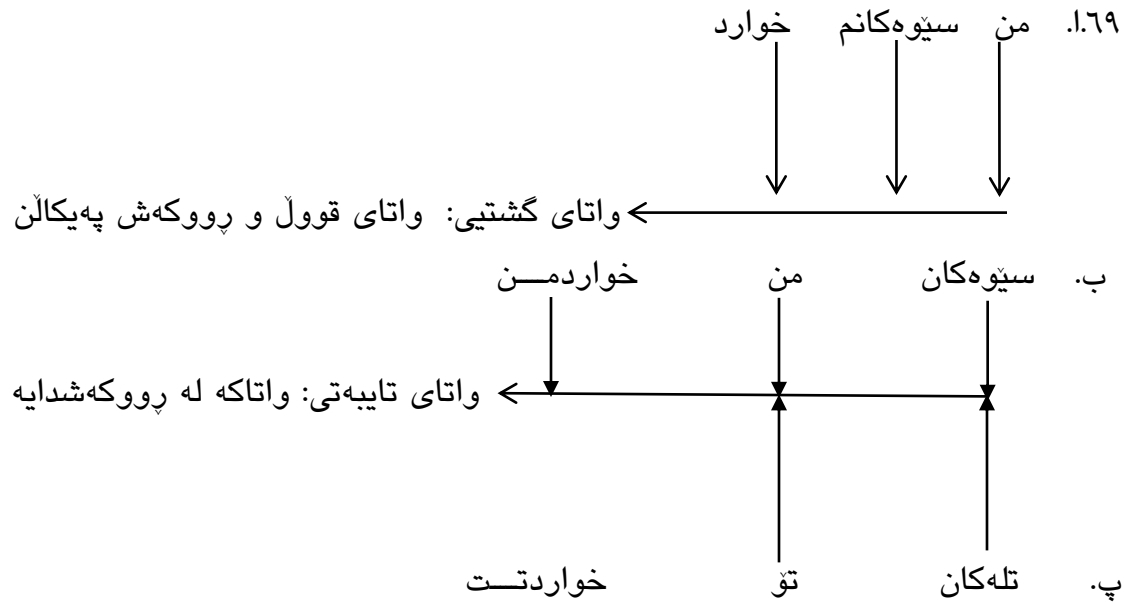 ٦٩.ا. من سێوەکانم خوارد
واتای گشتیی: واتای قووڵ و ڕووکەش پەیکاڵن
ب. سێوەکان من خواردمـــن
واتای تایبەتی: واتاکە لە ڕووکەشدایە
پ. تلەکان تۆ خواردتـــت